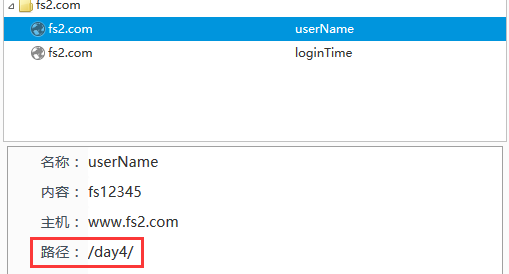 fs2.com
fs2.com userName
fs2.com loginTime
名称： userName
内容： fs12345
主机： www.fs2.com
路径： /day4/